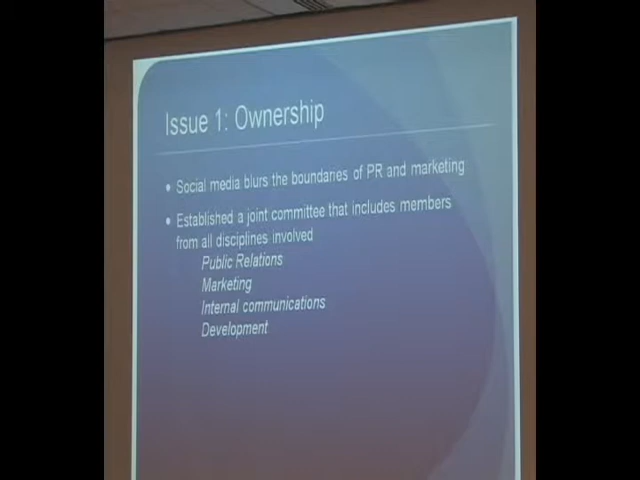 Issue 1: Ownership
• Social media blurs the boundaries of PR and marketing
• Established a joint committee that includes members
from all disciplines involved
Public Relations
Marketing
Internal communications
Development